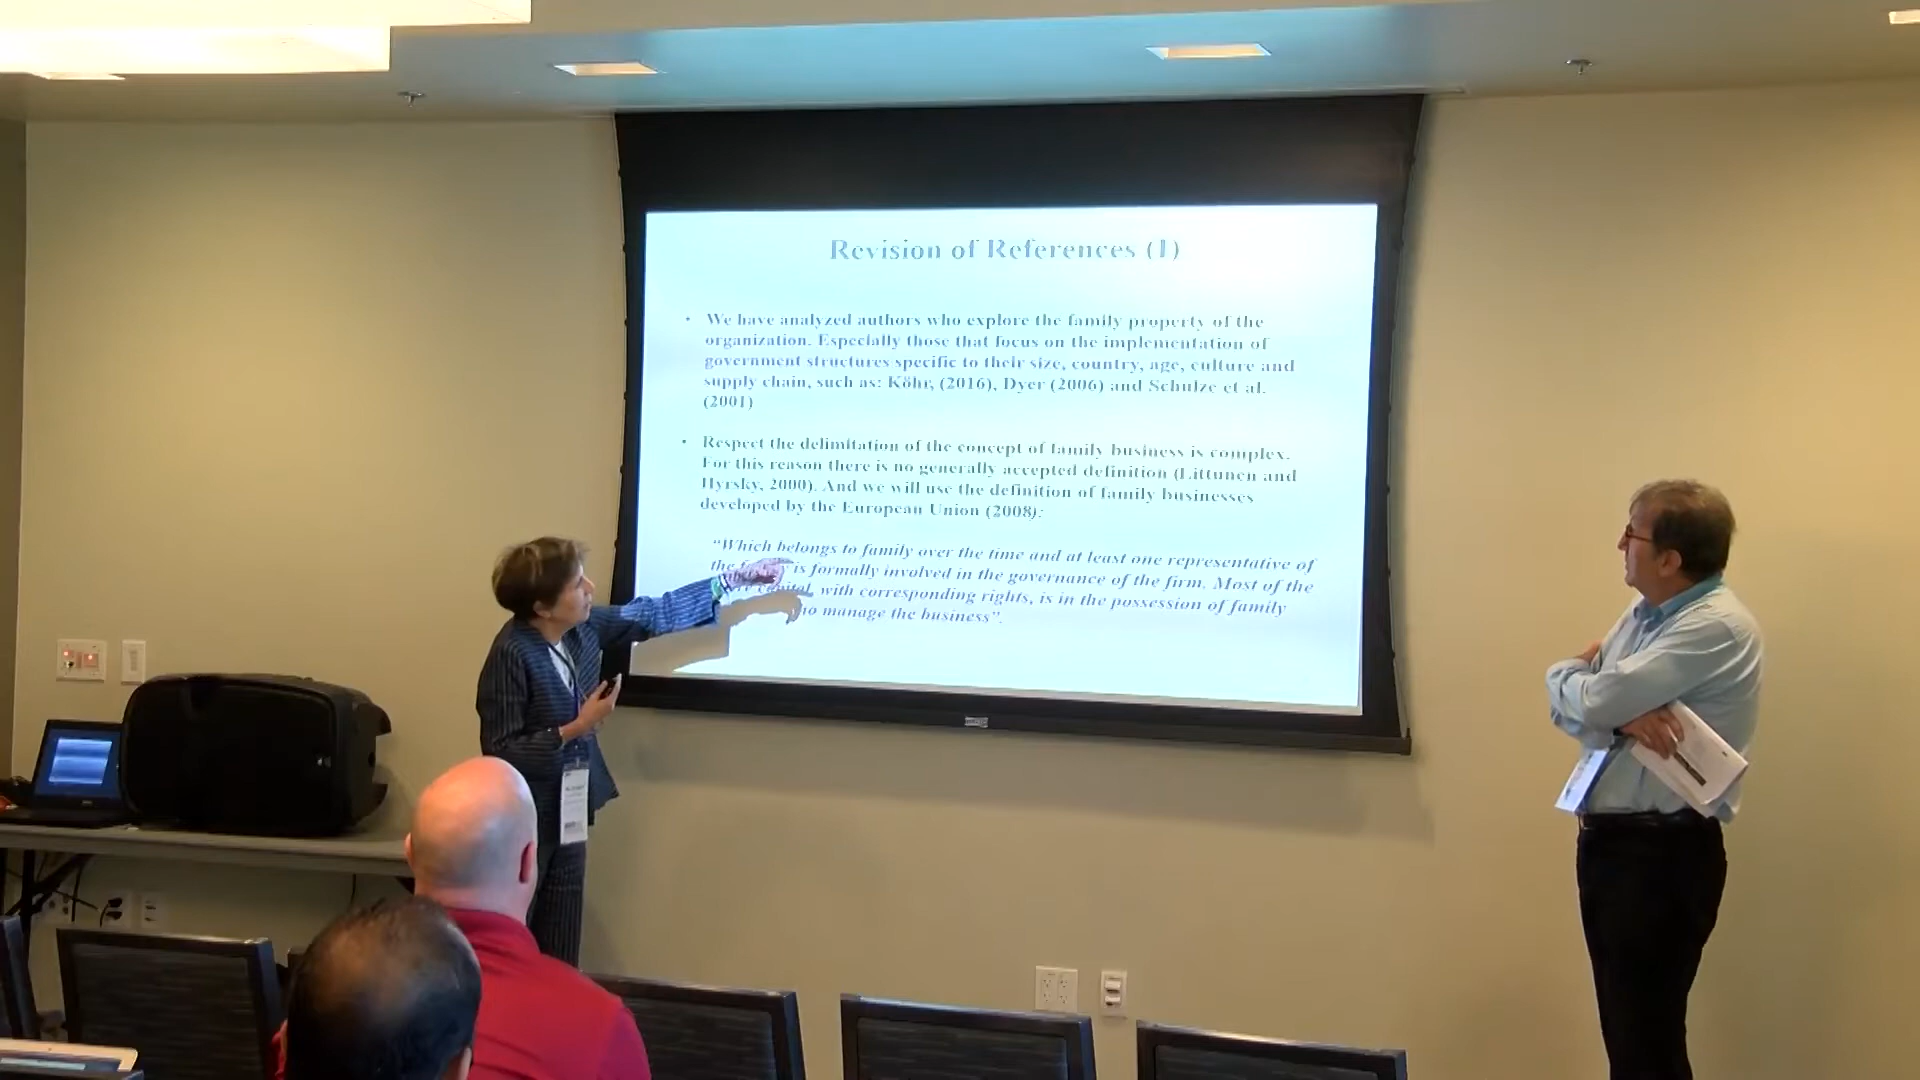 Revision of References (1)
• We have analyzed authors who explore the family property of the
organization. Especially those that focus on the implementation of
government structures specific to their size, country, age, culture and
supply chain, such as: Köhr, (2016), Dyer (2006) and Schulze et al.
(2001)
• Respect the delimitation of the concept of family business is complex.
For this reason there is no generally accepted definition (Littunen and
Hyrsky, 2000). And we will use the definition of family businesses
developed by the European Union (2008):
“Which belongs to family over the time and at least one representative of
the is formally involved in the governance of the firm. Most of the
capital, with corresponding rights, is in the possession of family
manage the business”.